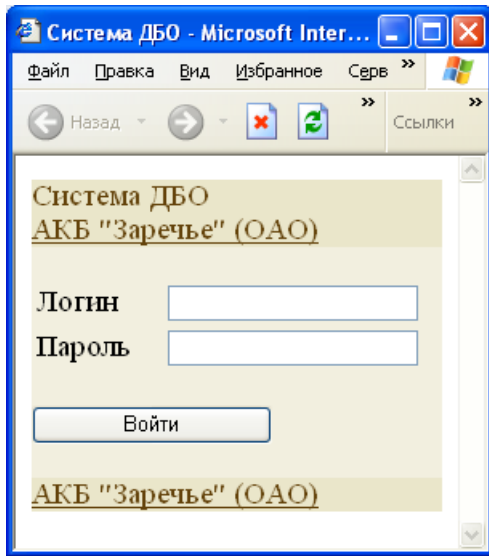 Система ДБО - Microsoft Inter...
Файл Правка Вид Избранное Серв »
Назад » Ссылки »
Система ДБО
АКБ "Заречье" (ОАО)
Логин
Пароль
Войти
АКБ "Заречье" (ОАО)